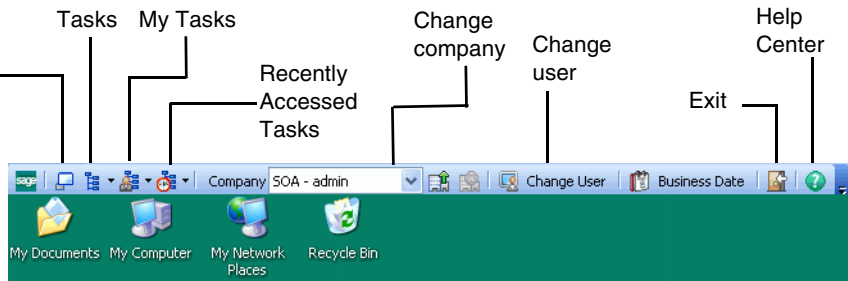 Tasks My Tasks
Change
company
Change
user
Help
Center
Recently
Accessed
Tasks
Exit
sage Company SOA - admin Change User Business Date
My Documents My Computer My Network
Places Recycle Bin